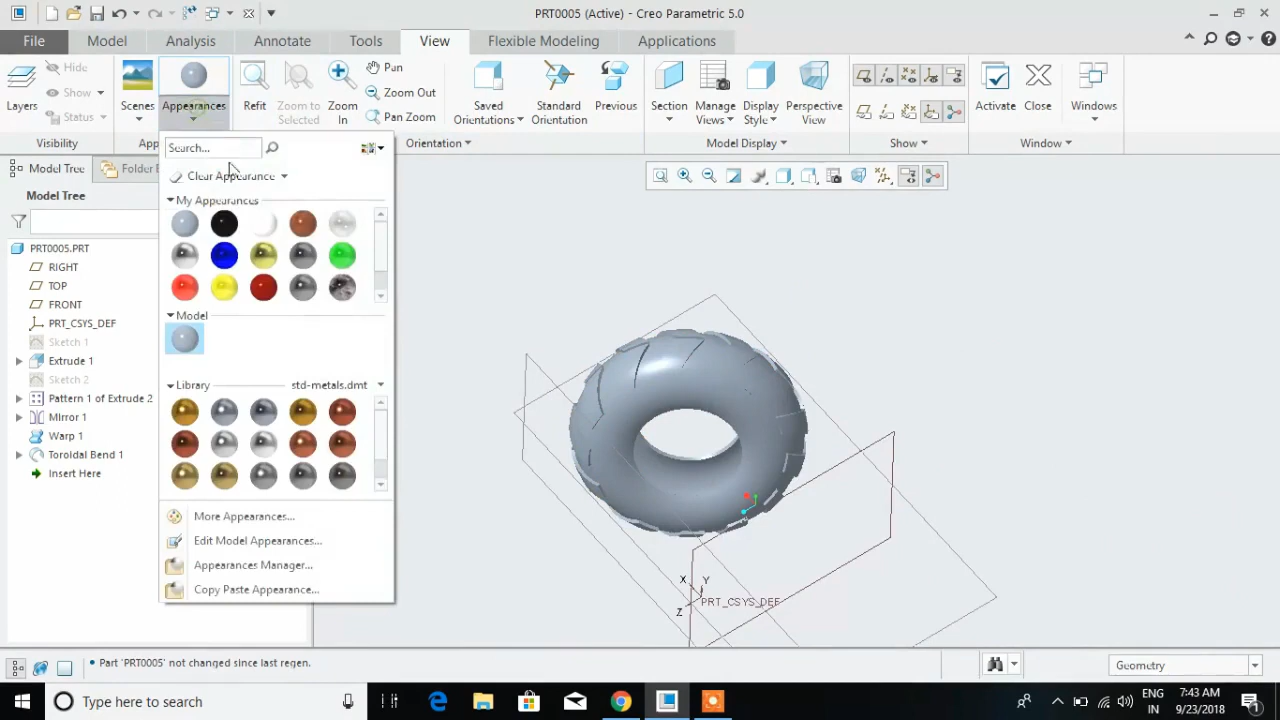 PRT0005 (Active) - Creo Parametric 5.0
File Model Analysis Annotate Tools View Flexible Modeling Applications
Layers
Hide
Show
Status
Visibility
Scenes
Appearances
App
Refit
Zoom to Selected
Zoom In
Pan
Zoom Out
Pan Zoom
Saved Orientations
Standard Orientation
Previous
Orientation
Section
Manage Views
Display Style
Perspective View
Model Display
Show
Activate
Close
Windows
Window
Search...
Clear Appearance
My Appearances
Model
Library std-metals.dmt
More Appearances...
Edit Model Appearances...
Appearances Manager...
Copy Paste Appearance...
Model Tree
Folder
Model Tree
PRT0005.PRT
RIGHT
TOP
FRONT
PRT_CSYS_DEF
Sketch 1
Extrude 1
Sketch 2
Pattern 1 of Extrude 2
Mirror 1
Warp 1
Toroidal Bend 1
Insert Here
X
Y
Z
PRT_CSYS_DEF
• Part 'PRT0005' not changed since last regen.
Geometry
Type here to search
ENG
IN
7:43 AM
9/23/2018
1